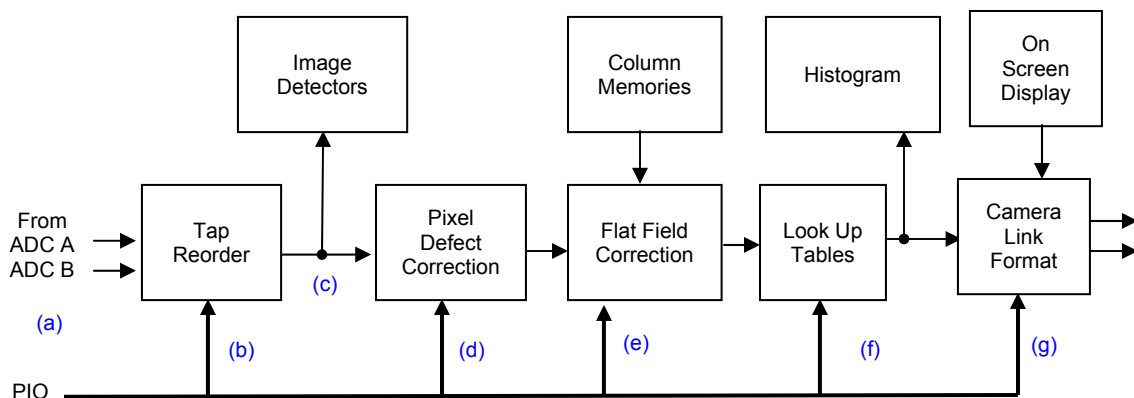 Image
Detectors
Column
Memories
Histogram
On
Screen
Display
From
ADC A
ADC B
Tap
Reorder
Pixel
Defect
Correction
Flat Field
Correction
Look Up
Tables
Camera
Link
Format
(a)
(b)
(c)
(d)
(e)
(f)
(g)
PIO